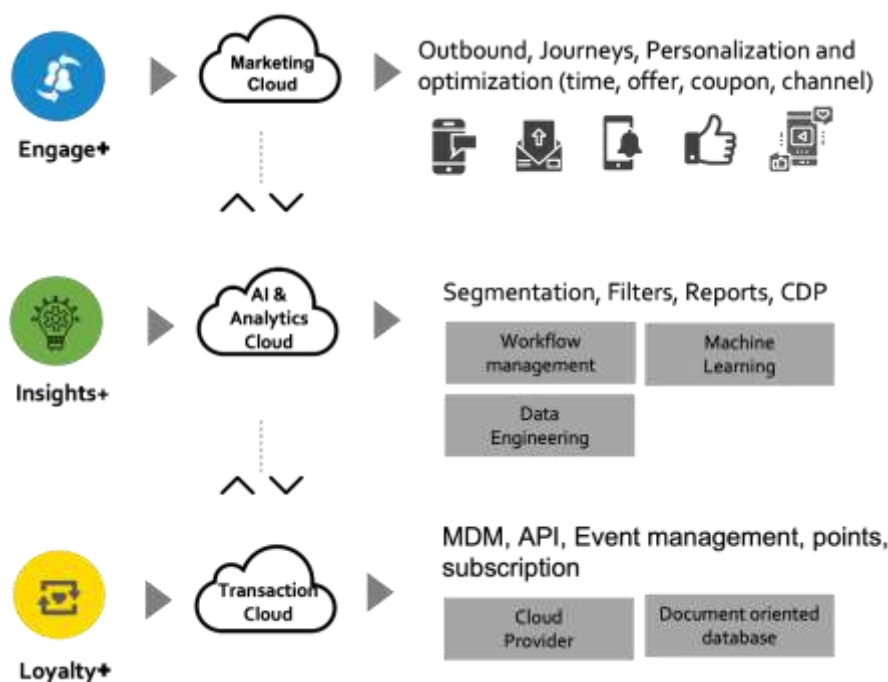 Engage+
Marketing
Cloud
Outbound, Journeys, Personalization and
optimization (time, offer, coupon, channel)
Insights+
AI &
Analytics
Cloud
Segmentation, Filters, Reports, CDP
Workflow
management
Machine
Learning
Data
Engineering
Loyalty+
Transaction
Cloud
MDM, API, Event management, points,
subscription
Cloud
Provider
Document oriented
database